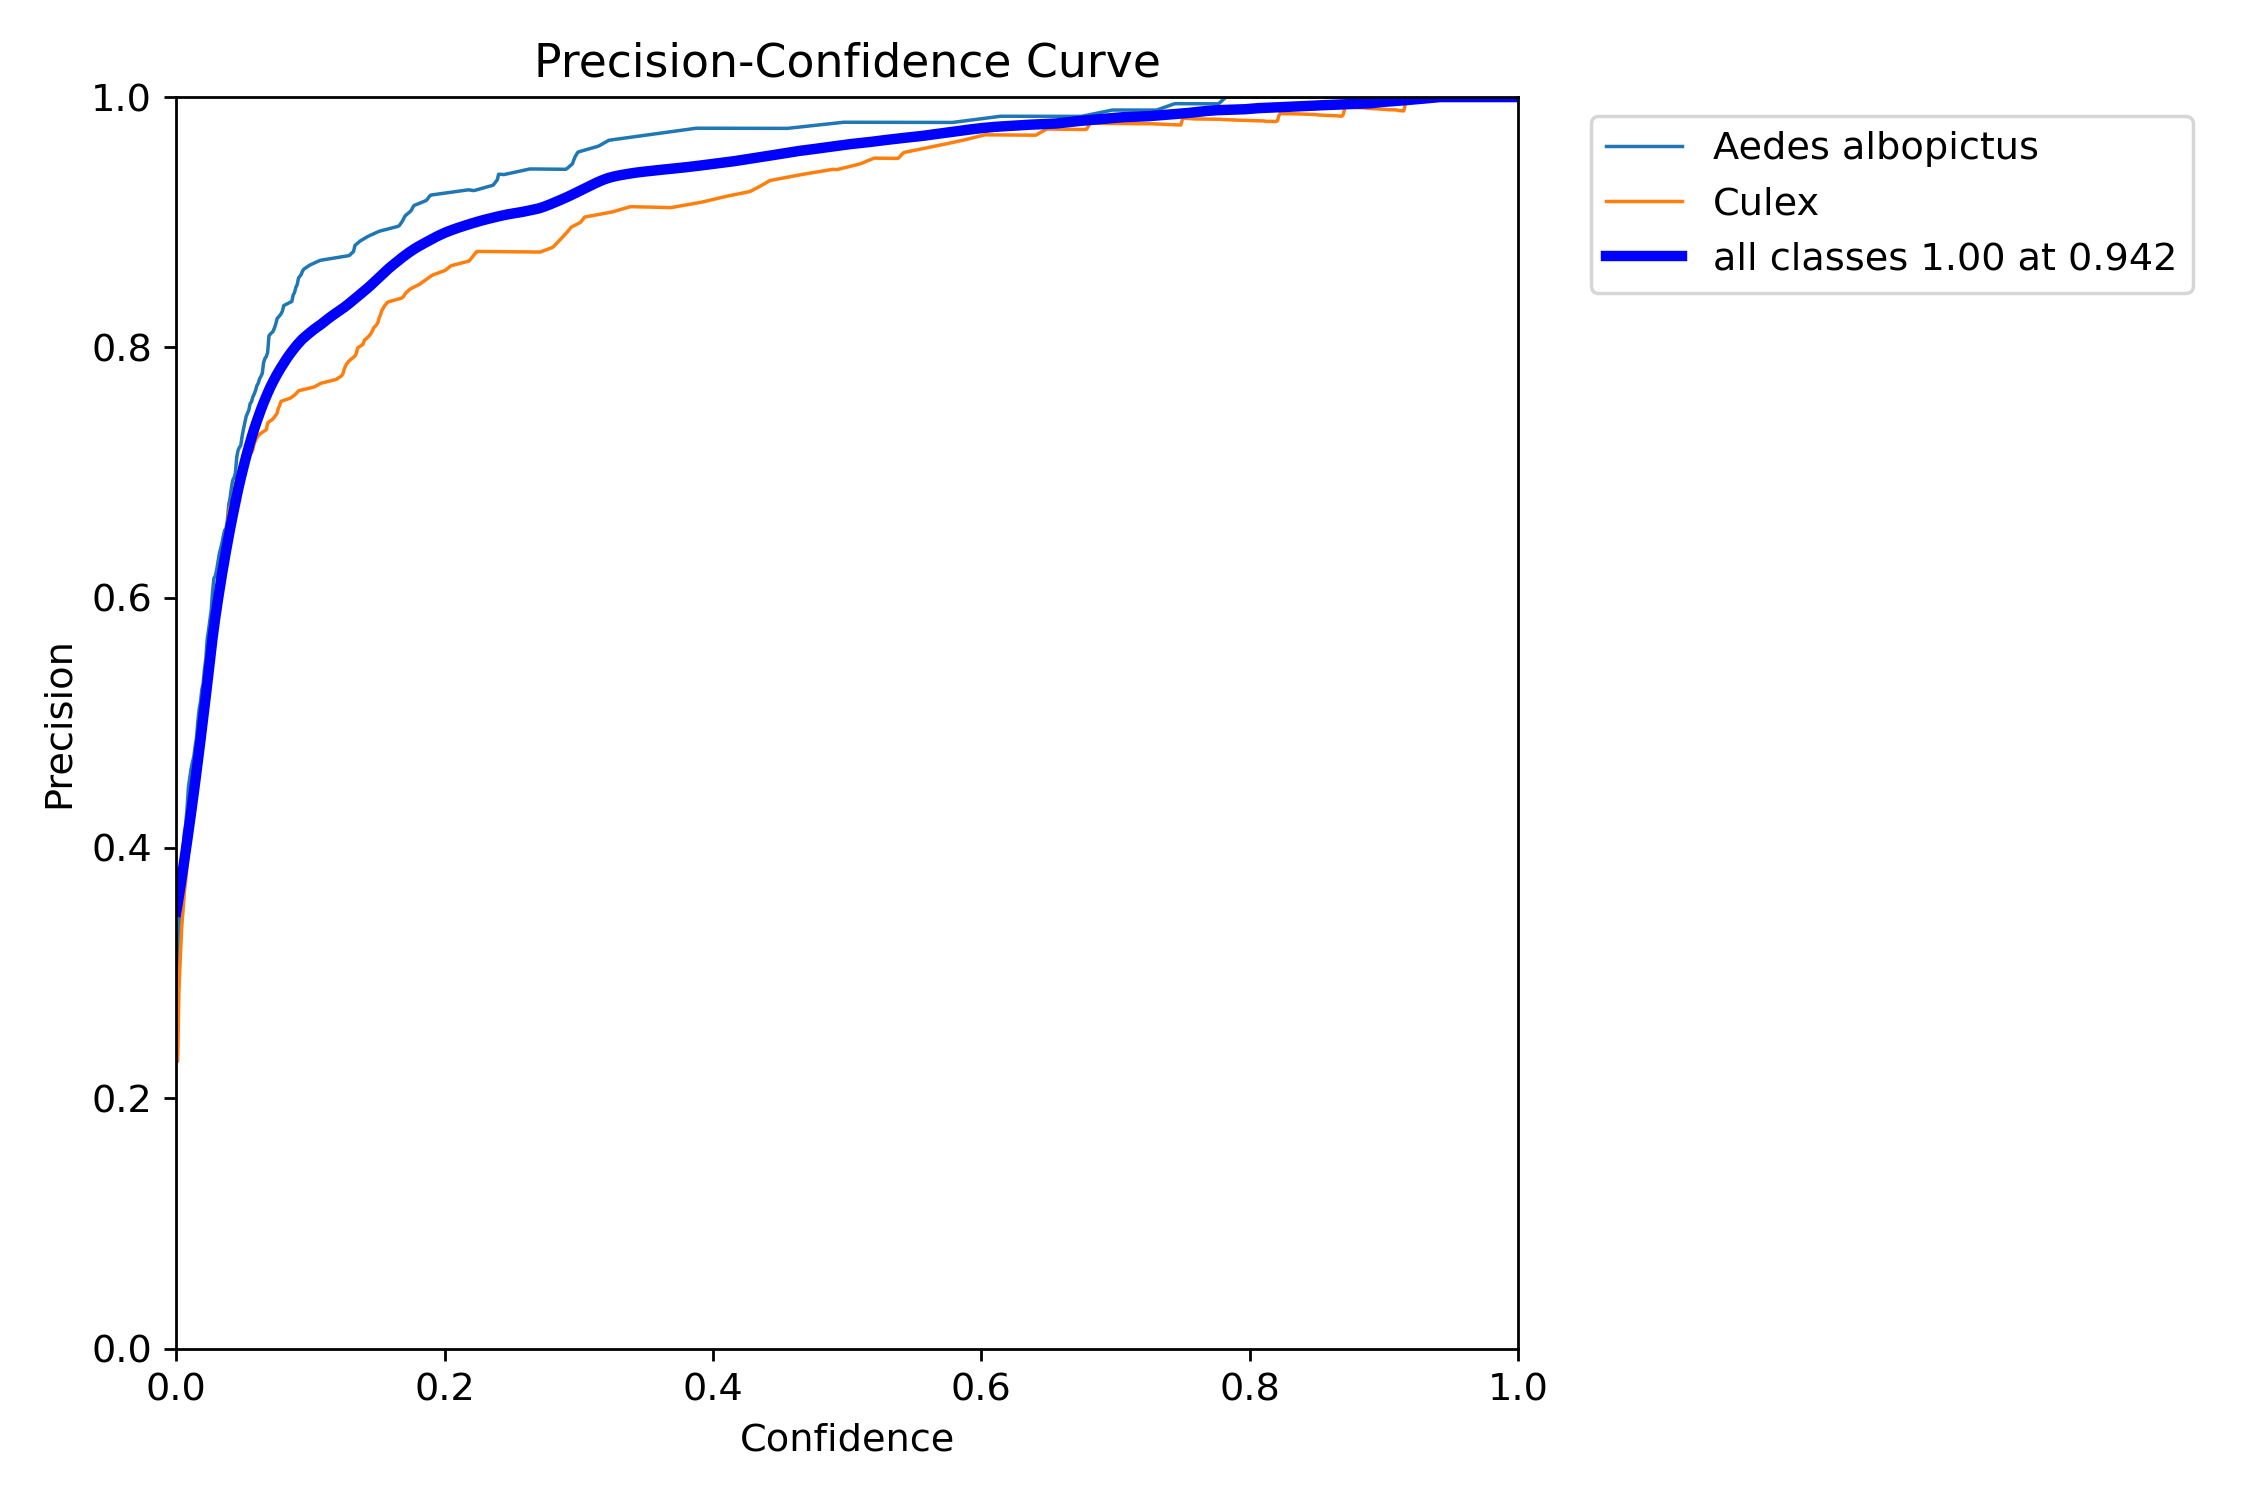 Precision-Confidence Curve
1.0
0.8
0.6
0.4
0.2
0.0
Precision
0.0 0.2 0.4 0.6 0.8 1.0
Confidence
Aedes albopictus
Culex
all classes 1.00 at 0.942